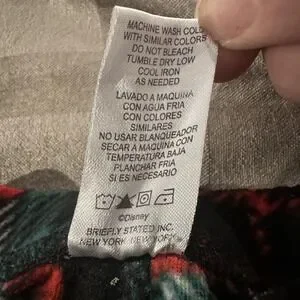 MACHINE WASH COLD
WITH SIMILAR COLORS
DO NOT BLEACH
TUMBLE DRY LOW
COOL IRON
AS NEEDED
LAVADO A MAQUINA
CON AGUA FRIA
CON COLORES
SIMILARES
NO USAR BLANQUEADOR
SECAR A MAQUINA CON
TEMPERATURA BAJA
PLANCHAR FRIA
SI ES NECESARIO
©Disney
BRIEFLY STATED INC.
NEW YORK, NEW YORK